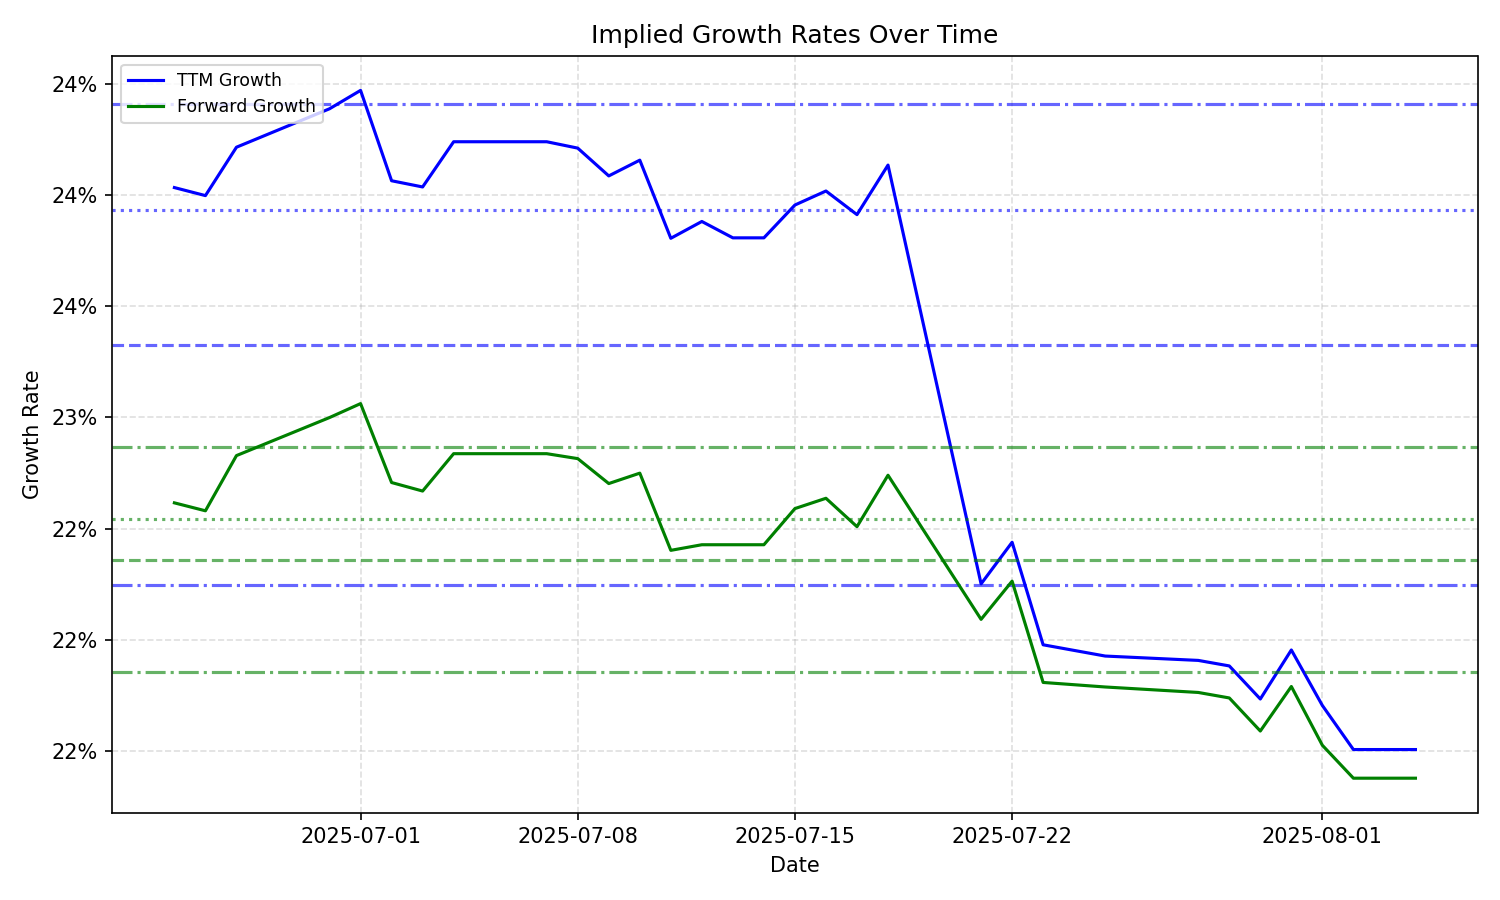 Implied Growth Rates Over Time
TTM Growth
Forward Growth
24%
24%
24%
23%
22%
22%
22%
Growth Rate
2025-07-01
2025-07-08
2025-07-15
2025-07-22
2025-08-01
Date